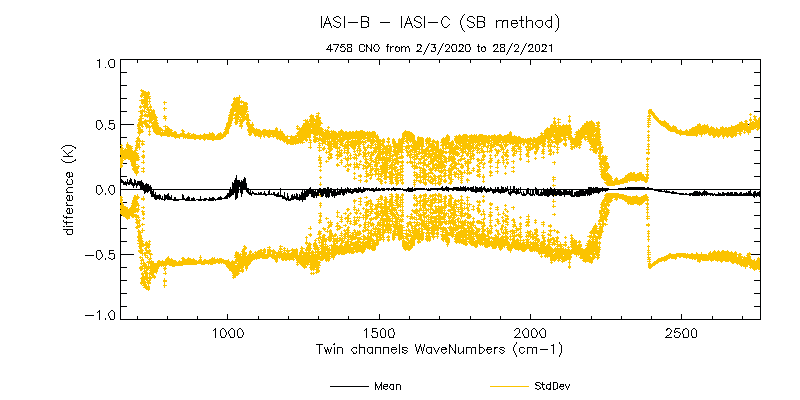 IASI-B - IASI-C (SB method)
4758 CNO from 2/3/2020 to 28/2/2021
1.0
0.5
0.0
-0.5
-1.0
difference (K)
1000 1500 2000 2500
Twin channels WaveNumbers (cm-1)
Mean StdDev